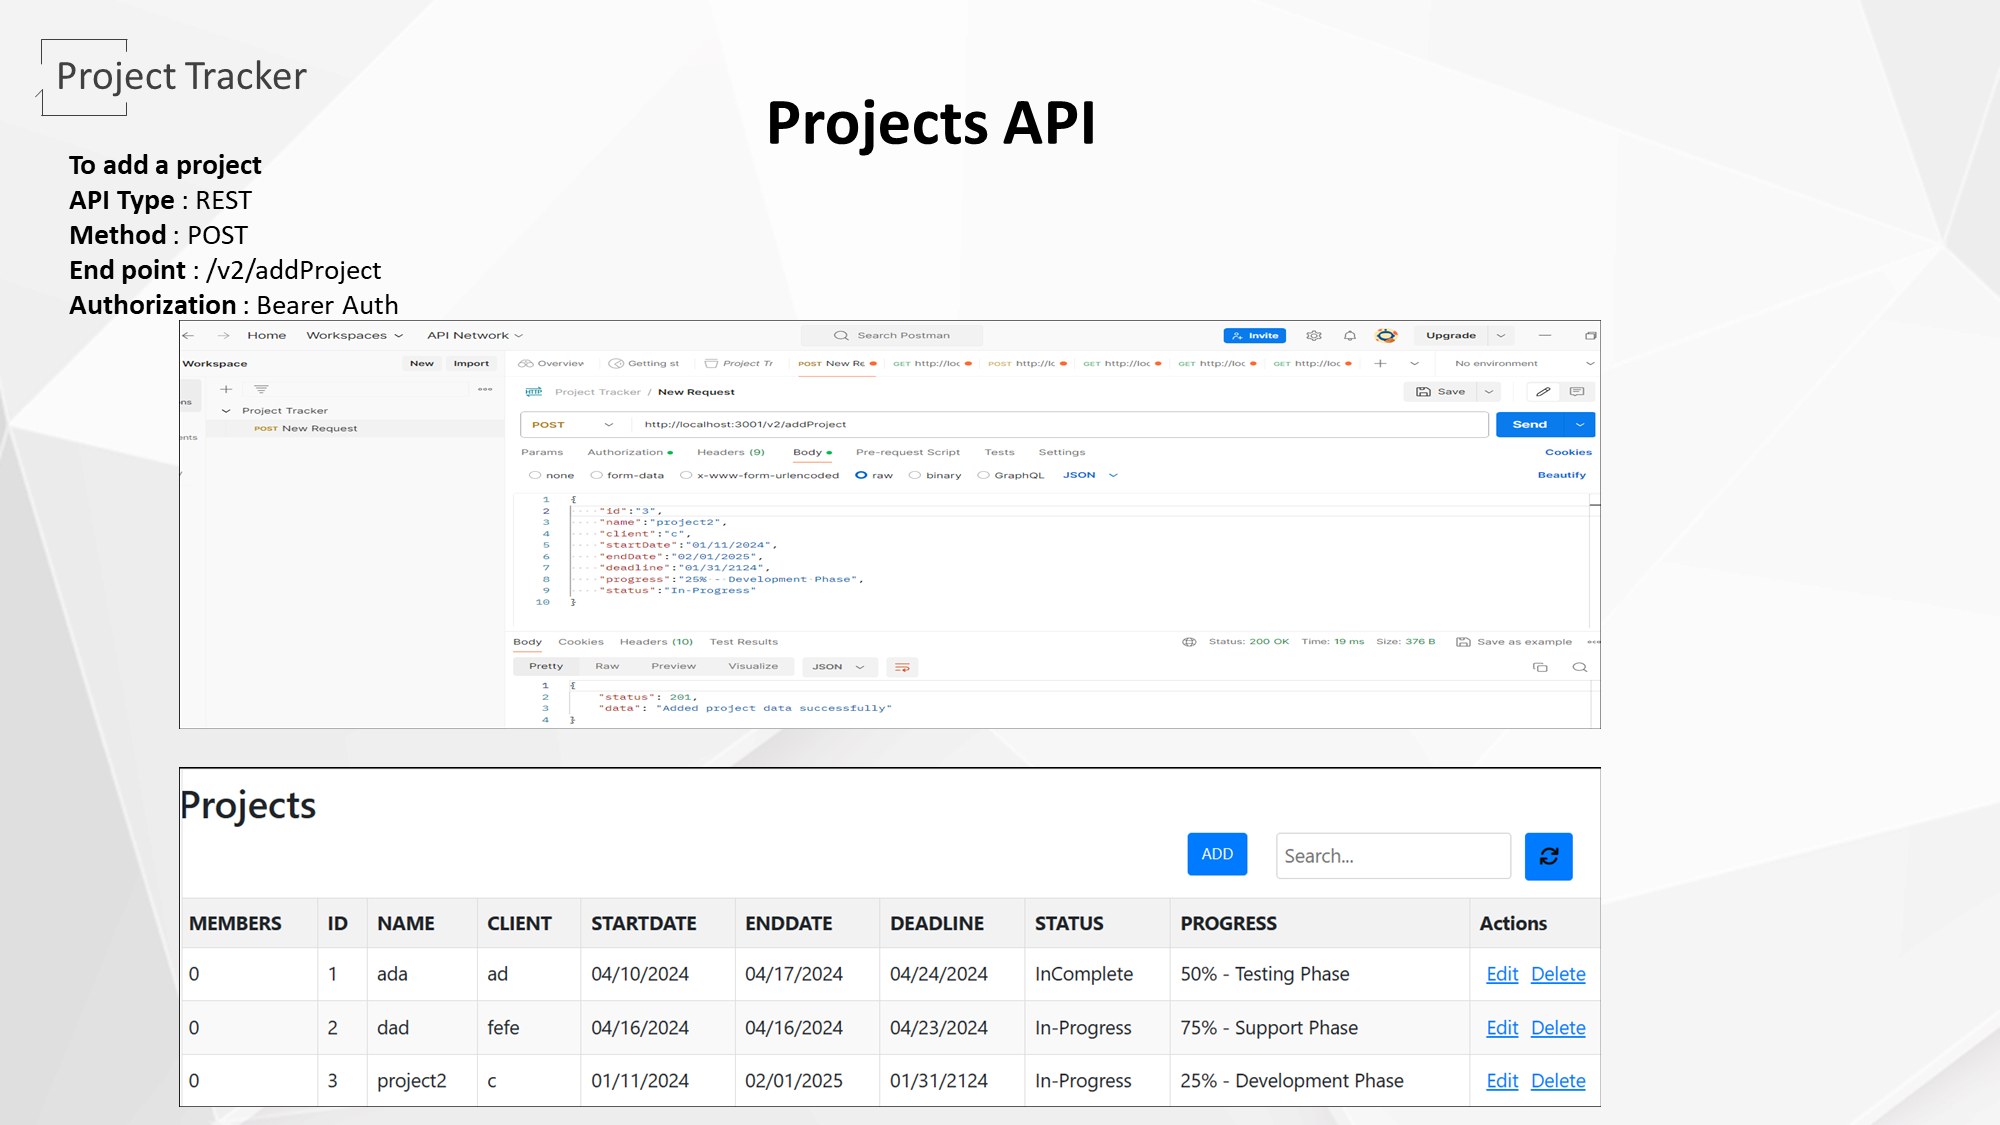 Project Tracker
Projects API
To add a project
API Type : REST
Method : POST
End point : /v2/addProject
Authorization : Bearer Auth
Home Workspaces API Network Search Postman Invite Upgrade
Workspace New Import Overview Getting st Project Tr POST New Re GET http://loc POST http://lc GET http://loc GET http://loc GET http://loc No environment
Project Tracker / New Request Save
Project Tracker
POST New Request
POST http://localhost:3001/v2/addProject Send
Params Authorization Headers (9) Body Pre-request Script Tests Settings Cookies
none form-data x-www-form-urlencoded raw binary GraphQL JSON Beautify
1 {
2 "id":"3",
3 "name":"project2",
4 "client":"c",
5 "startDate":"01/11/2024",
6 "endDate":"02/01/2025",
7 "deadline":"01/31/2124",
8 "progress":"25% - Development Phase",
9 "status":"In-Progress"
10 }
Body Cookies Headers (10) Test Results Status: 200 OK Time: 19 ms Size: 376 B Save as example
Pretty Raw Preview Visualize JSON
1 {
2 "status": 201,
3 "data": "Added project data successfully"
4 }
Projects
ADD Search...
MEMBERS ID NAME CLIENT STARTDATE ENDDATE DEADLINE STATUS PROGRESS Actions
0 1 ada ad 04/10/2024 04/17/2024 04/24/2024 InComplete 50% - Testing Phase Edit Delete
0 2 dad fefe 04/16/2024 04/16/2024 04/23/2024 In-Progress 75% - Support Phase Edit Delete
0 3 project2 c 01/11/2024 02/01/2025 01/31/2124 In-Progress 25% - Development Phase Edit Delete